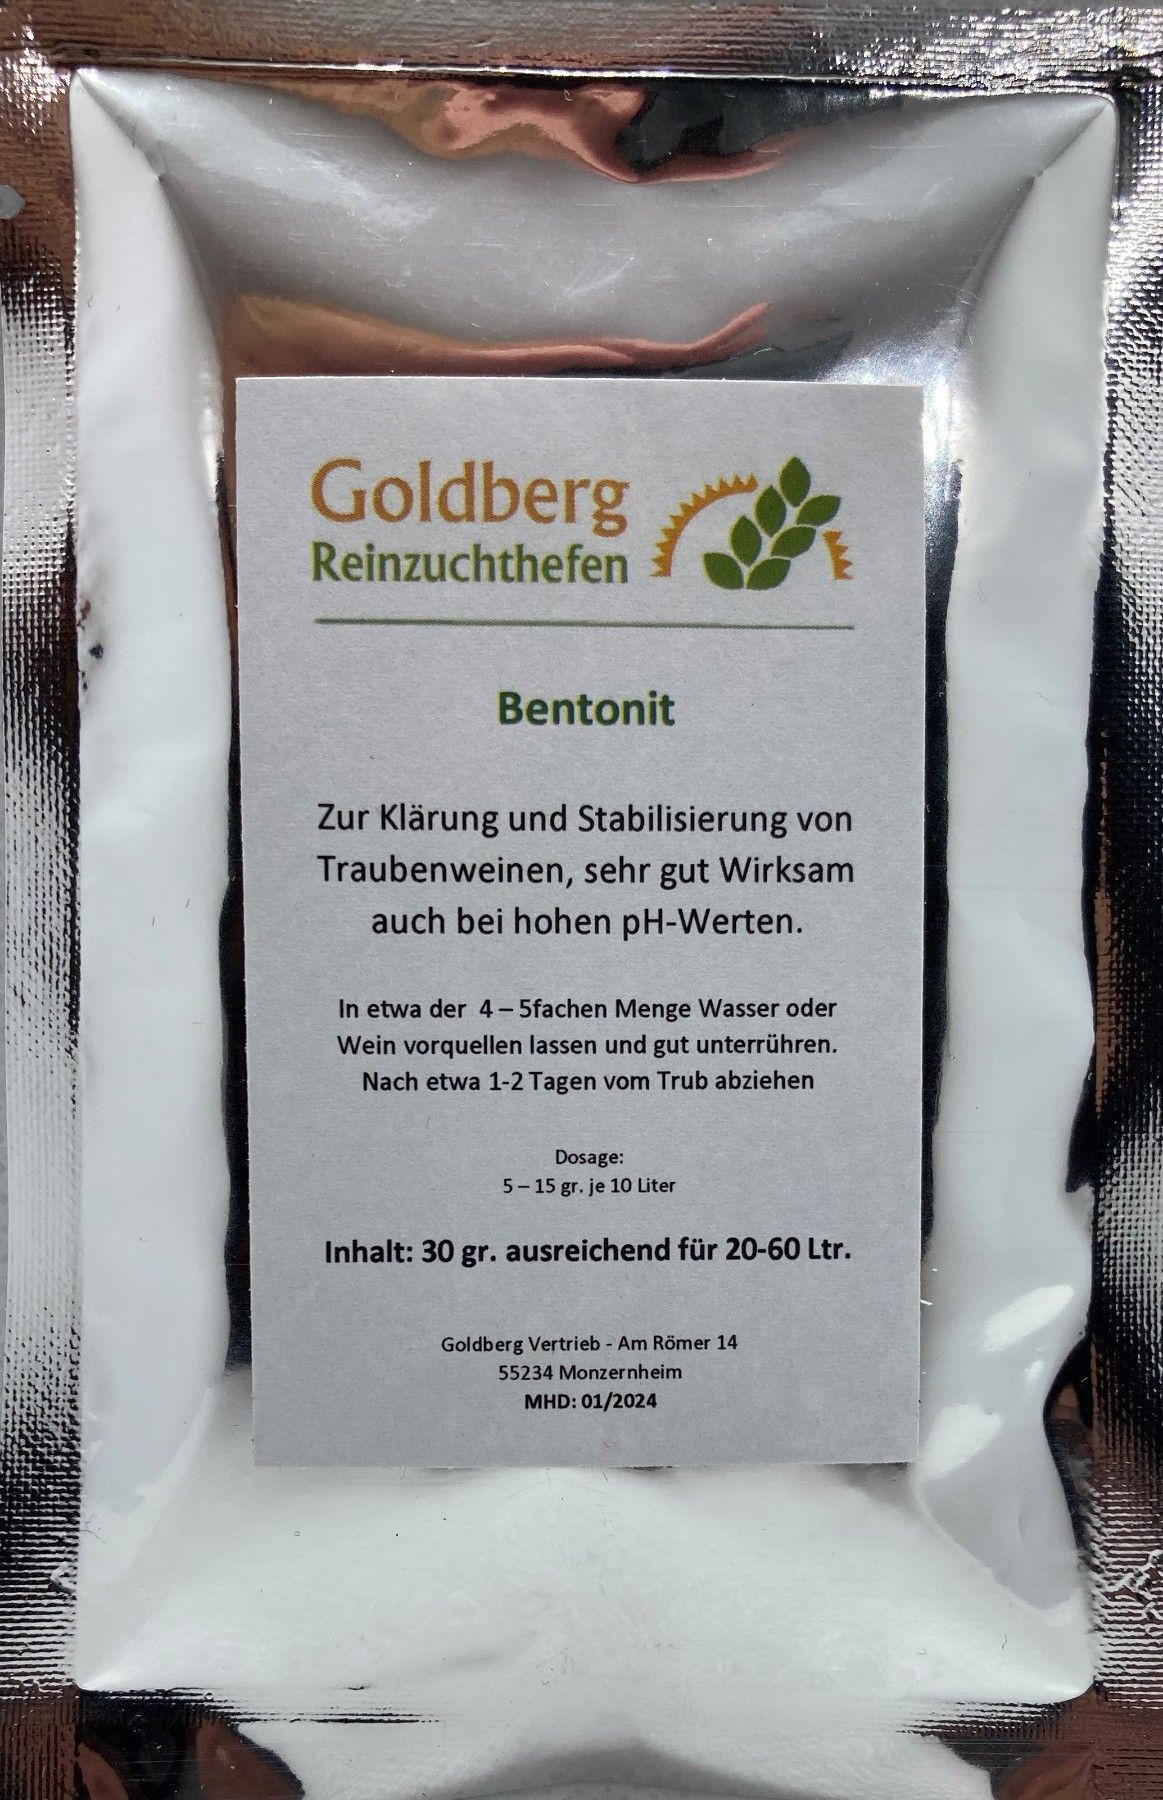 Goldberg
Reinzuchthefen
Bentonit
Zur Klärung und Stabilisierung von
Traubenweinen, sehr gut Wirksam
auch bei hohen pH-Werten.
In etwa der 4 – 5fachen Menge Wasser oder
Wein vorquellen lassen und gut unterrühren.
Nach etwa 1-2 Tagen vom Trub abziehen
Dosage:
5 – 15 gr. je 10 Liter
Inhalt: 30 gr. ausreichend für 20-60 Ltr.
Goldberg Vertrieb - Am Römer 14
55234 Monzernheim
MHD: 01/2024